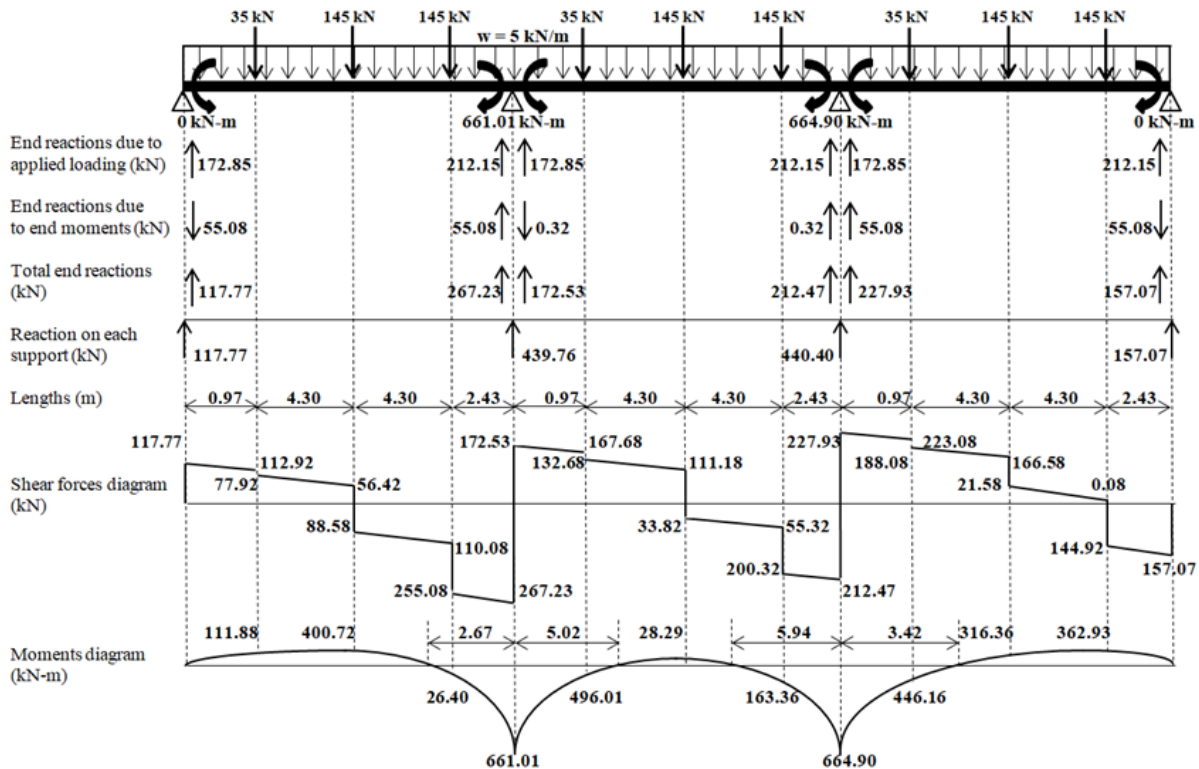 35 kN 145 kN 145 kN 35 kN 145 kN 145 kN 35 kN 145 kN 145 kN
w = 5 kN/m
0 kN-m 661.01 kN-m 664.90 kN-m 0 kN-m
End reactions due to
applied loading (kN)
172.85 212.15 172.85 212.15 172.85 212.15
End reactions due
to end moments (kN)
55.08 55.08 0.32 0.32 55.08 55.08
Total end reactions
(kN)
117.77 267.23 172.53 212.47 227.93 157.07
Reaction on each
support (kN)
117.77 439.76 440.40 157.07
Lengths (m)
0.97 4.30 4.30 2.43 0.97 4.30 4.30 2.43 0.97 4.30 4.30 2.43
117.77 172.53 167.68 227.93 223.08
112.92 132.68 111.18 188.08 166.58
Shear forces diagram
(kN)
77.92 56.42 21.58 0.08
88.58 110.08 33.82 55.32 144.92
255.08 267.23 200.32 212.47 157.07
111.88 400.72 2.67 5.02 28.29 5.94 3.42 316.36 362.93
Moments diagram
(kN-m)
26.40 496.01 163.36 446.16
661.01 664.90